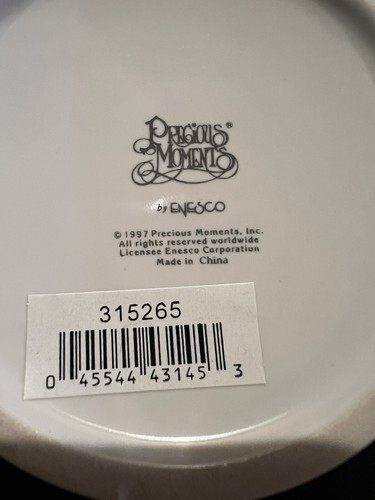 PRECIOUS®
MOMENTS
by ENESCO
© 1997 Precious Moments, Inc.
All rights reserved worldwide
Licensee Enesco Corporation
Made in China
315265
0 45544 43145 3